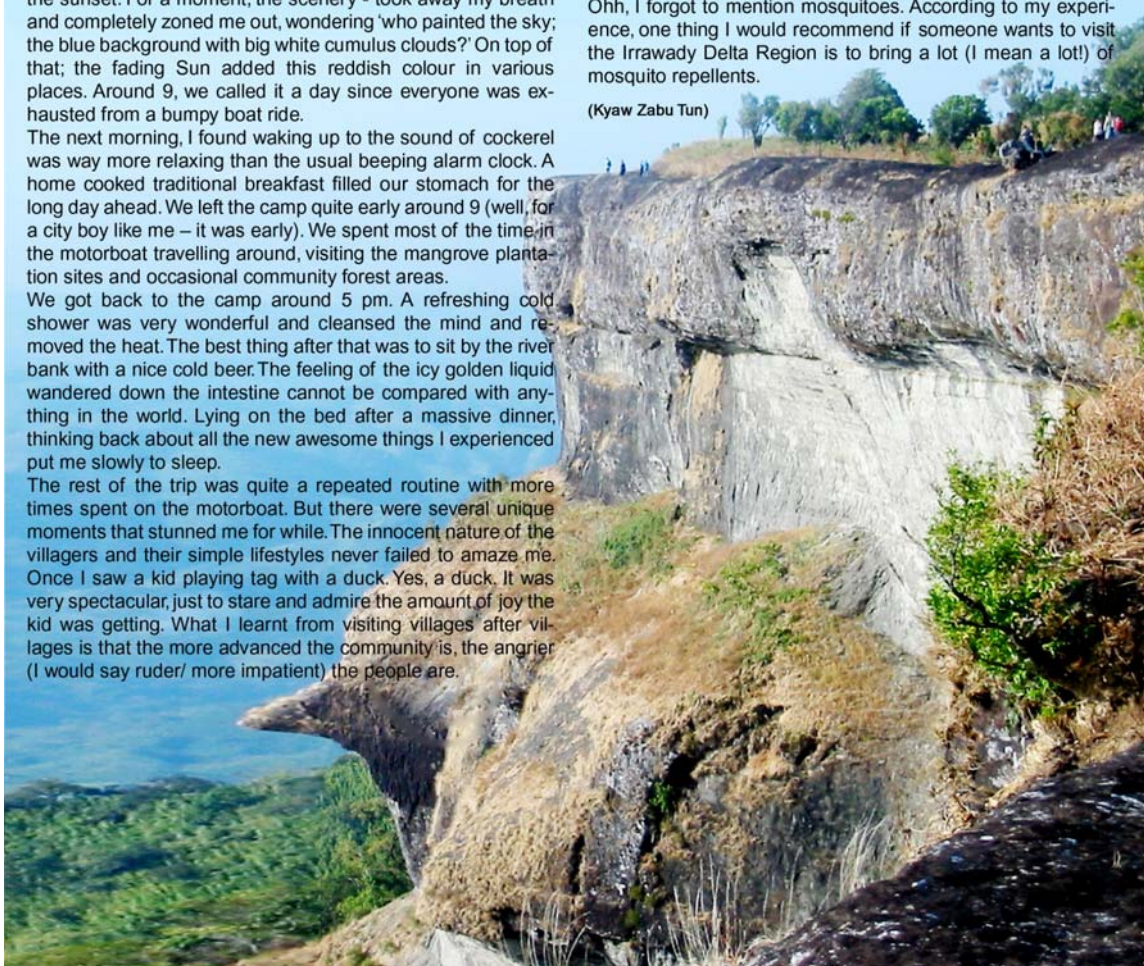 the sunset. For a moment, the scenery - took away my breath
and completely zoned me out, wondering 'who painted the sky;
the blue background with big white cumulus clouds?' On top of
that; the fading Sun added this reddish colour in various
places. Around 9, we called it a day since everyone was ex-
hausted from a bumpy boat ride.
The next morning, I found waking up to the sound of cockerel
was way more relaxing than the usual beeping alarm clock. A
home cooked traditional breakfast filled our stomach for the
long day ahead. We left the camp quite early around 9 (well, for
a city boy like me – it was early). We spent most of the time in
the motorboat travelling around, visiting the mangrove planta-
tion sites and occasional community forest areas.
We got back to the camp around 5 pm. A refreshing cold
shower was very wonderful and cleansed the mind and re-
moved the heat. The best thing after that was to sit by the river
bank with a nice cold beer. The feeling of the icy golden liquid
wandered down the intestine cannot be compared with any-
thing in the world. Lying on the bed after a massive dinner,
thinking back about all the new awesome things I experienced
put me slowly to sleep.
The rest of the trip was quite a repeated routine with more
times spent on the motorboat. But there were several unique
moments that stunned me for while. The innocent nature of the
villagers and their simple lifestyles never failed to amaze me.
Once I saw a kid playing tag with a duck. Yes, a duck. It was
very spectacular, just to stare and admire the amount of joy the
kid was getting. What I learnt from visiting villages after vil-
lages is that the more advanced the community is, the angrier
(I would say ruder/ more impatient) the people are.
Ohh, I forgot to mention mosquitoes. According to my experi-
ence, one thing I would recommend if someone wants to visit
the Irrawady Delta Region is to bring a lot (I mean a lot!) of
mosquito repellents.
(Kyaw Zabu Tun)